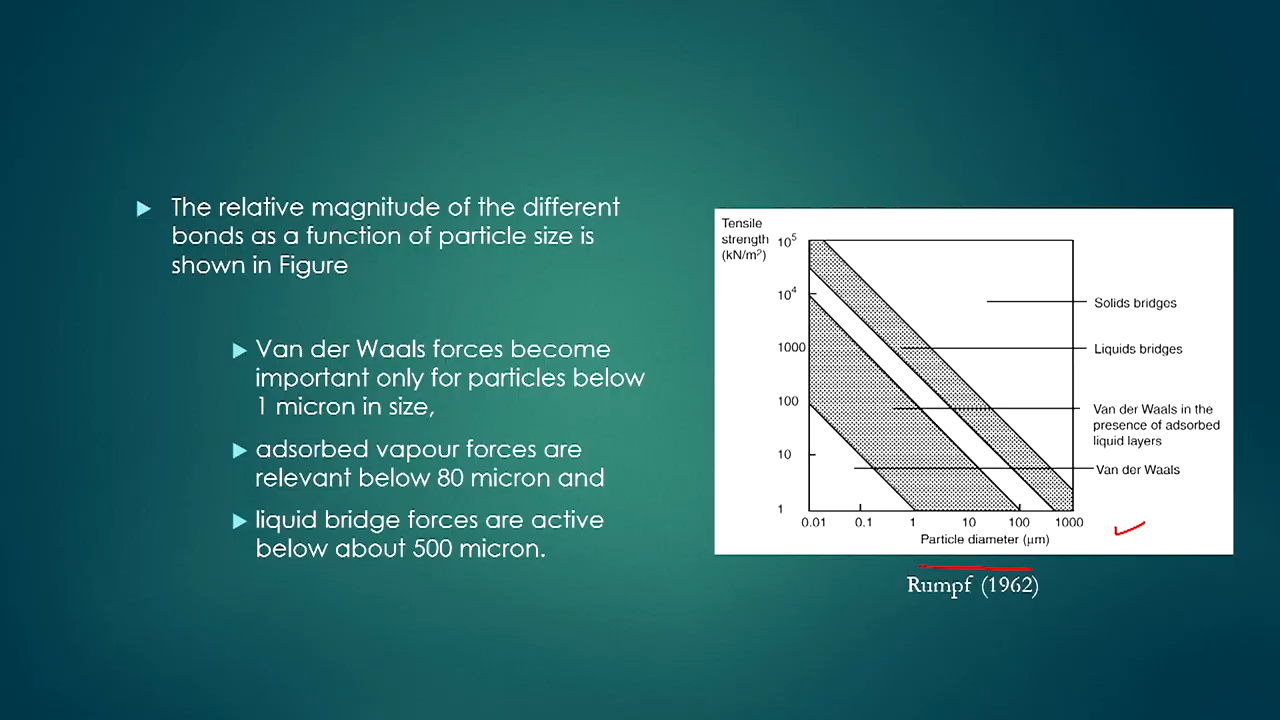 The relative magnitude of the different
bonds as a function of particle size is
shown in Figure
Van der Waals forces become
important only for particles below
1 micron in size,
adsorbed vapour forces are
relevant below 80 micron and
liquid bridge forces are active
below about 500 micron.
Tensile
strength
(kN/m²)
10⁵
10⁴
1000
100
10
1
0.01 0.1 1 10 100 1000
Particle diameter (μm)
Solids bridges
Liquids bridges
Van der Waals in the
presence of adsorbed
liquid layers
Van der Waals
Rumpf (1962)